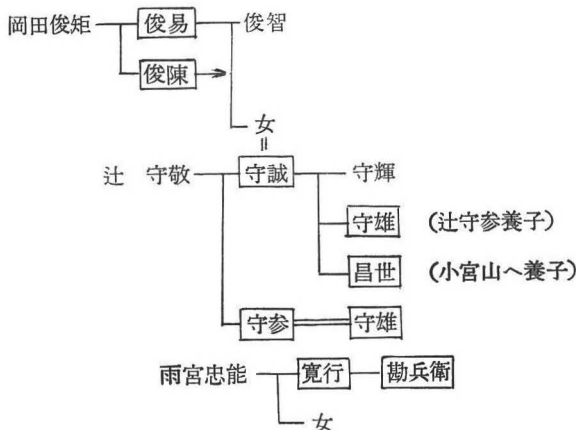 岡田俊矩 俊易 俊智
俊陳
女
辻 守敬 守誠 守輝
守雄 (辻守参養子)
昌世 (小宮山へ養子)
守参 守雄
雨宮忠能 寛行 勘兵衛
女